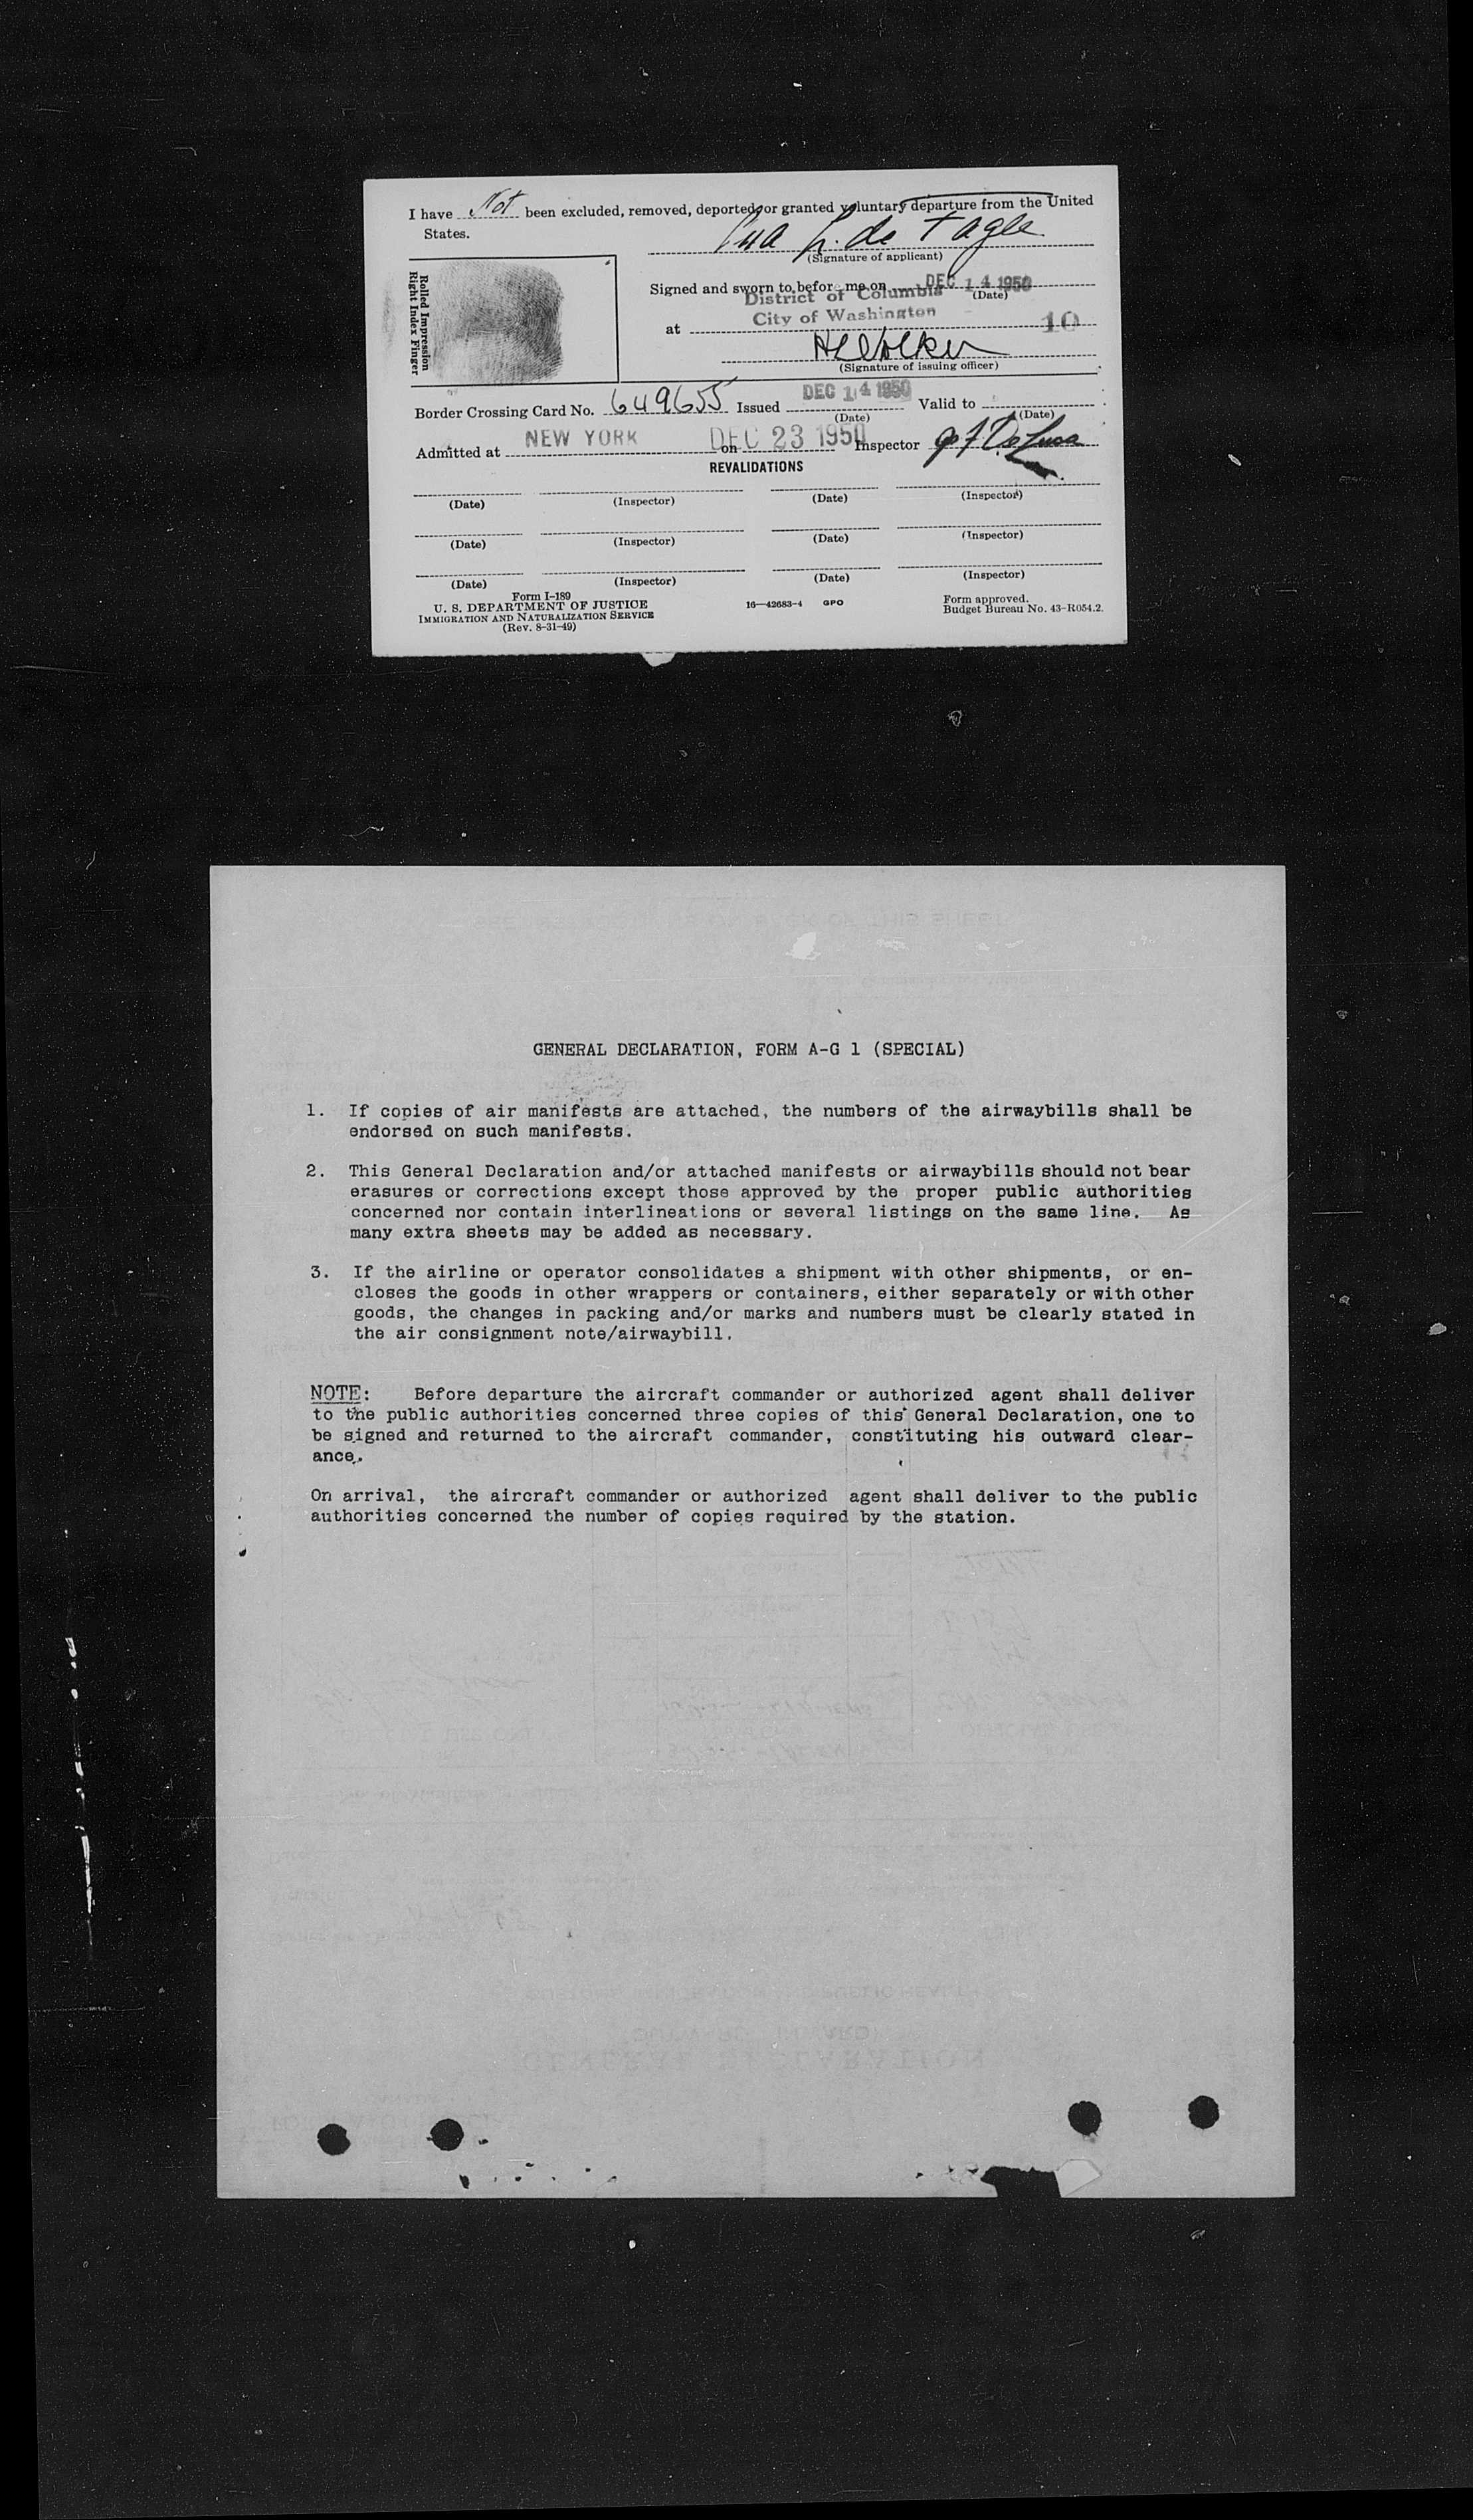 I have Not been excluded, removed, deported, or granted voluntary departure from the United
States.
L. de Tagle
(Signature of applicant)
Rolled Impression
Right Index Finger
Signed and sworn to before me on DEC 14 1950
(Date)
District of Columbia
at City of Washington 10
(Signature of issuing officer)
Border Crossing Card No. 649655 Issued DEC 14 1950 Valid to
(Date) (Date)
Admitted at NEW YORK on DEC 23 1950 Inspector
REVALIDATIONS
(Date) (Inspector) (Date) (Inspector)
(Date) (Inspector) (Date) (Inspector)
(Date) (Inspector) (Date) (Inspector)
Form I-189
U. S. DEPARTMENT OF JUSTICE
IMMIGRATION AND NATURALIZATION SERVICE
(Rev. 8-31-49)
16—42683-4 GPO
Form approved.
Budget Bureau No. 43-R054.2.
GENERAL DECLARATION, FORM A-G 1 (SPECIAL)
1. If copies of air manifests are attached, the numbers of the airwaybills shall be
endorsed on such manifests.
2. This General Declaration and/or attached manifests or airwaybills should not bear
erasures or corrections except those approved by the proper public authorities
concerned nor contain interlineations or several listings on the same line. As
many extra sheets may be added as necessary.
3. If the airline or operator consolidates a shipment with other shipments, or en-
closes the goods in other wrappers or containers, either separately or with other
goods, the changes in packing and/or marks and numbers must be clearly stated in
the air consignment note/airwaybill.
NOTE: Before departure the aircraft commander or authorized agent shall deliver
to the public authorities concerned three copies of this General Declaration, one to
be signed and returned to the aircraft commander, constituting his outward clear-
ance.
On arrival, the aircraft commander or authorized agent shall deliver to the public
authorities concerned the number of copies required by the station.